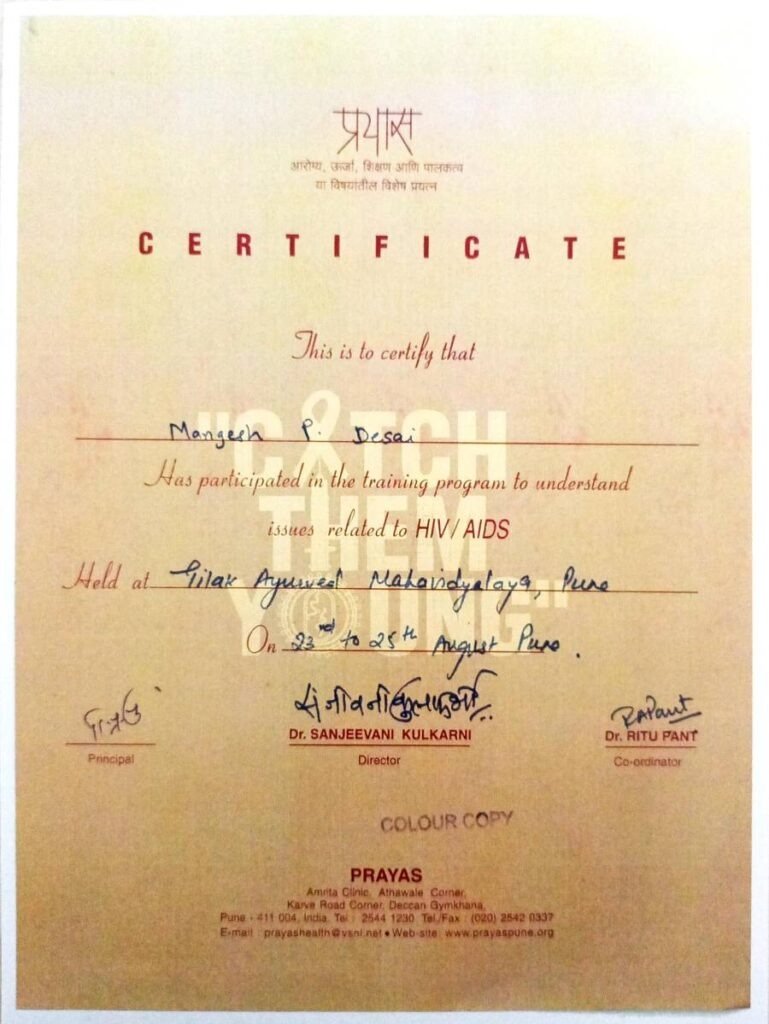 प्रयास
आरोग्य, ऊर्जा, शिक्षण आणि पालकत्व
या विषयांतील विशेष प्रयत्न
CERTIFICATE
This is to certify that
"CATCH
Mangesh P. Desai
Has participated in the training program to understand
issues related to HIV/AIDS
THEM
Held at Tilak Ayurved Mahavidyalaya, Pune
YOUNG"
On 23rd to 25th August Pune.
संजीवनी कुलकर्णी
RAPant
Dr. SANJEEVANI KULKARNI
Dr. RITU PANT
Principal
Director
Co-ordinator
COLOUR COPY
PRAYAS
Amrita Clinic, Athawale Corner,
Karve Road Corner, Deccan Gymkhana,
Pune - 411 004, India. Tel : 2544 1230 Tel./Fax : (020) 2542 0337
E-mail : prayashealth@vsnl.net • Web-site : www.prayaspune.org